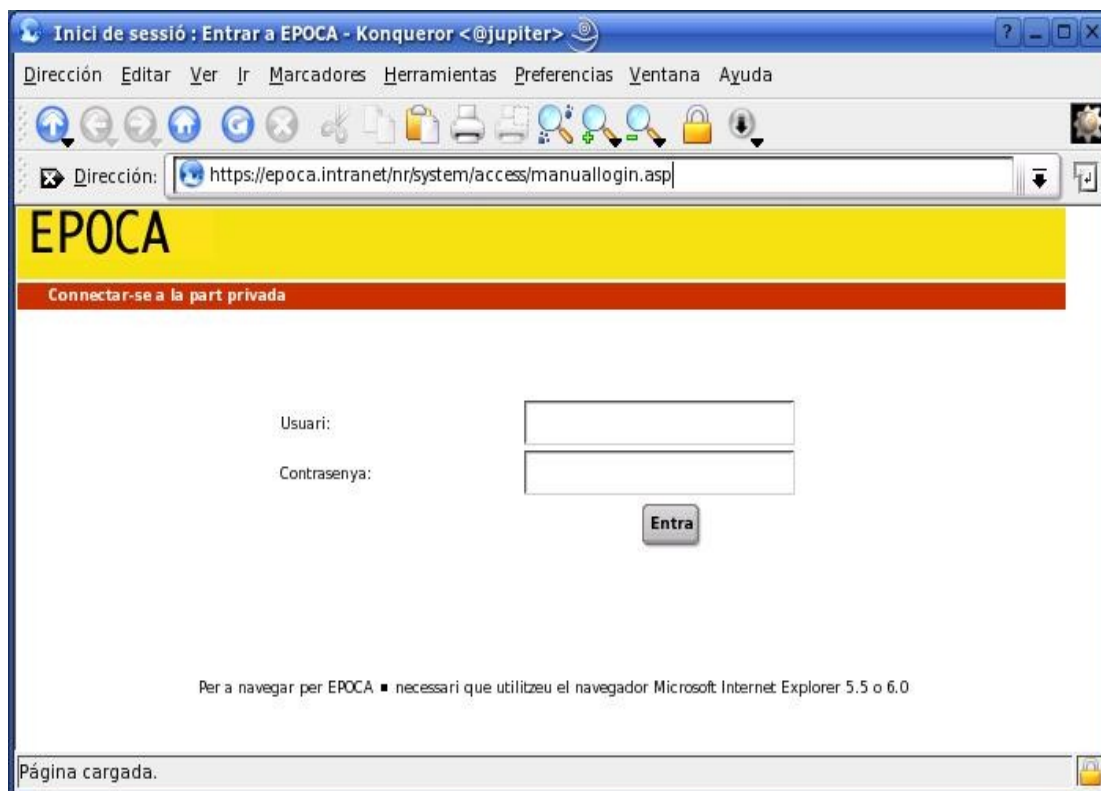 Inici de sessió : Entrar a EPOCA - Konqueror <@jupiter>
Dirección Editar Ver Ir Marcadores Herramientas Preferencias Ventana Ayuda
Dirección: https://epoca.intranet/nr/system/access/manuallogin.asp
EPOCA
Connectar-se a la part privada
Usuari:
Contrasenya:
Entra
Per a navegar per EPOCA ▪ necessari que utilitzeu el navegador Microsoft Internet Explorer 5.5 o 6.0
Página cargada.